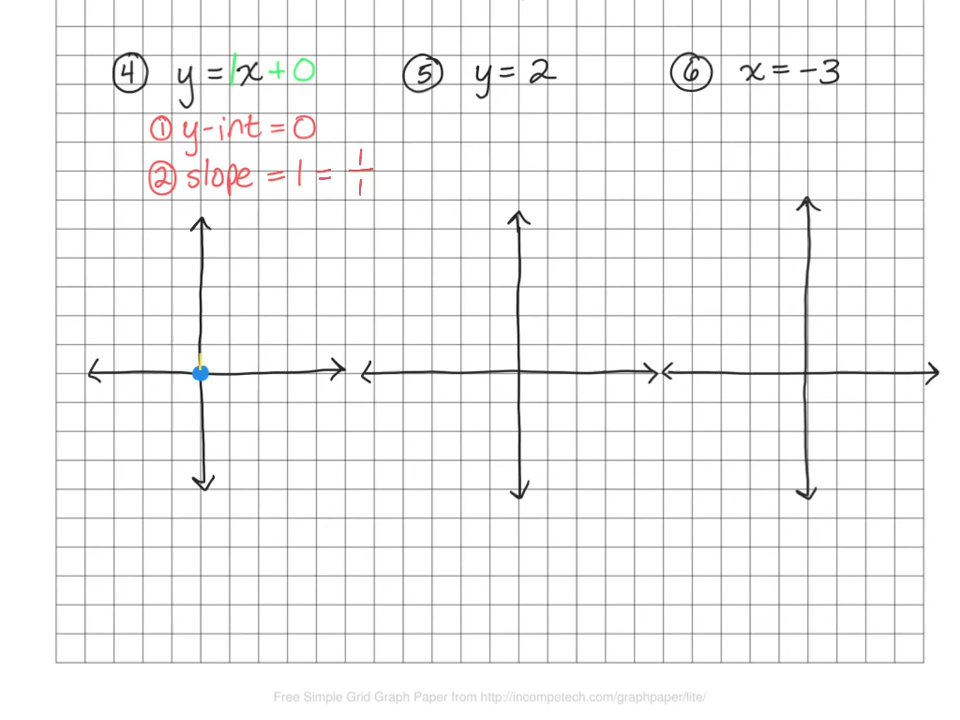 ④ y = 1x + 0
① y-int = 0
② slope = 1 = 1/1
⑤ y = 2
⑥ x = -3
Free Simple Grid Graph Paper from http://incompetech.com/graphpaper/lite/